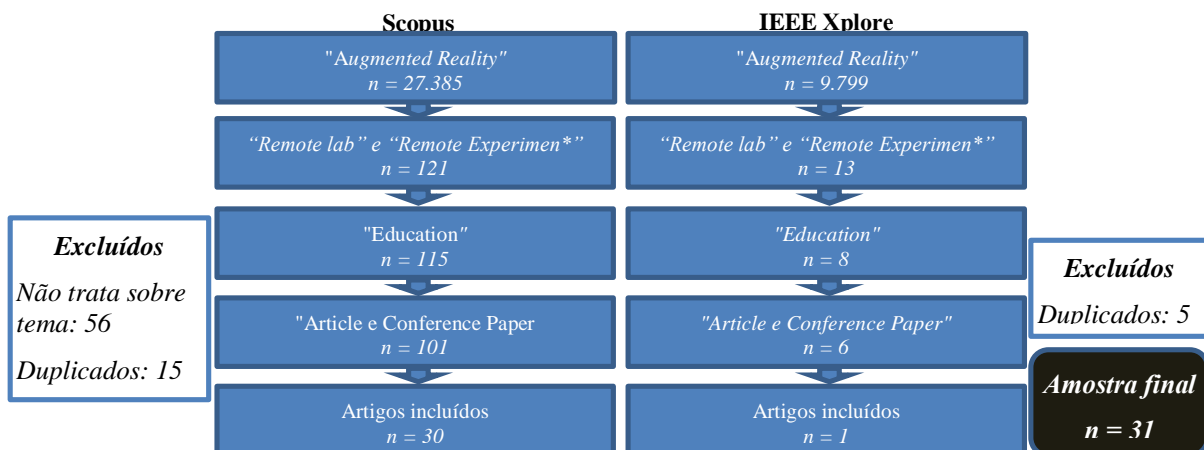 Scopus
"Augmented Reality"
n = 27.385
“Remote lab” e “Remote Experimen*”
n = 121
"Education"
n = 115
"Article e Conference Paper
n = 101
Artigos incluídos
n = 30
IEEE Xplore
"Augmented Reality"
n = 9.799
“Remote lab” e “Remote Experimen*”
n = 13
"Education"
n = 8
"Article e Conference Paper"
n = 6
Artigos incluídos
n = 1
Excluídos
Não trata sobre
tema: 56
Duplicados: 15
Excluídos
Duplicados: 5
Amostra final
n = 31